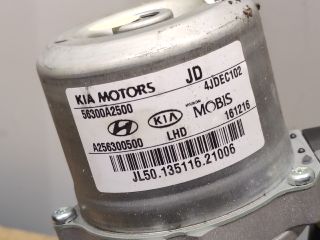 KIA MOTORS JD
56300A2500 4JDEC102
KIA MOBIS
A256300500 LHD 161216
JL50.135116.21006